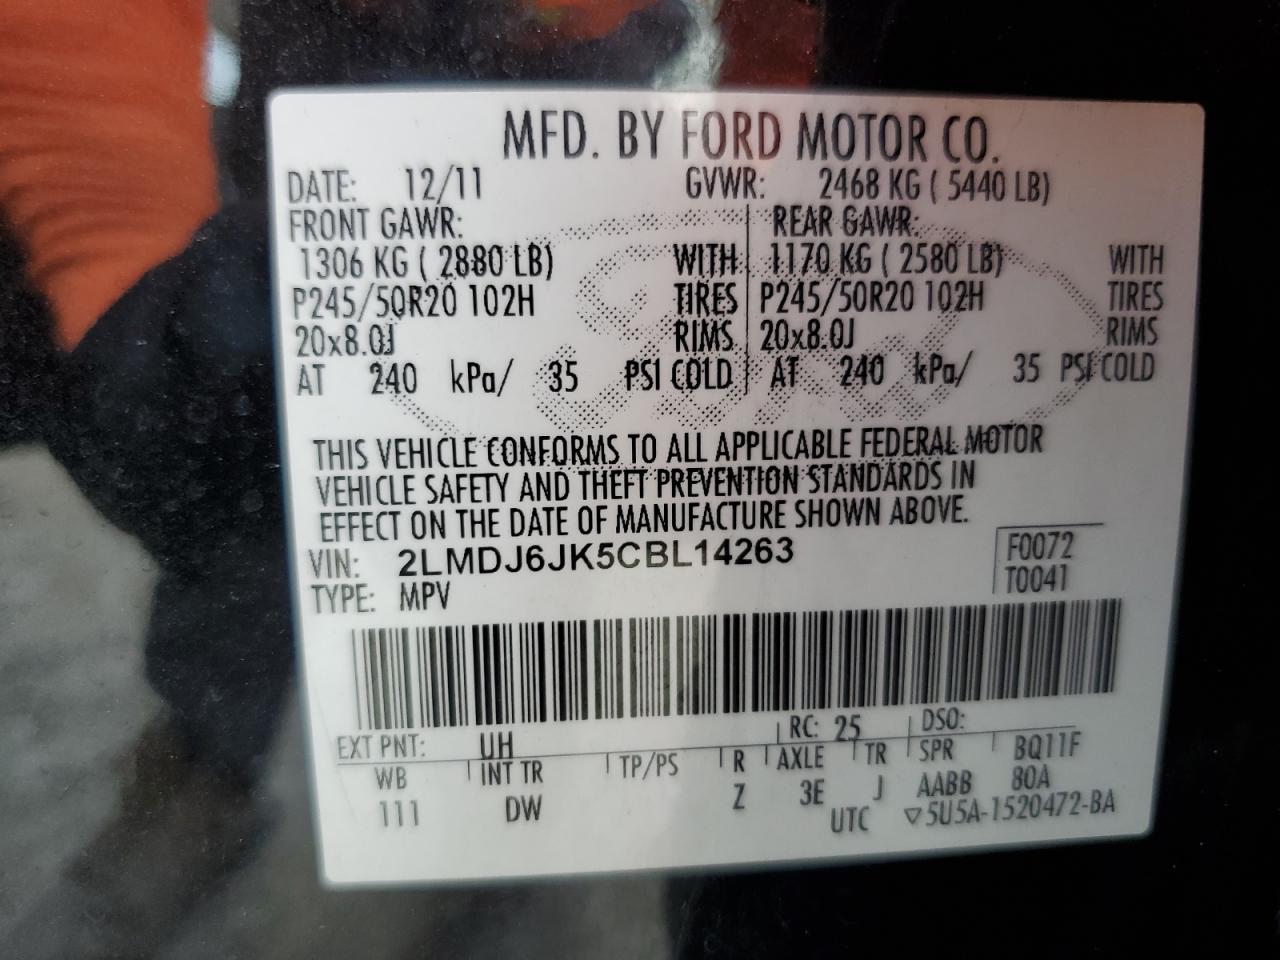 MFD. BY FORD MOTOR CO.
DATE: 12/11 GVWR: 2468 KG ( 5440 LB)
FRONT GAWR: REAR GAWR:
1306 KG ( 2880 LB) WITH 1170 KG ( 2580 LB) WITH
P245/50R20 102H TIRES P245/50R20 102H TIRES
20x8.0J RIMS 20x8.0J RIMS
AT 240 kPa/ 35 PSI COLD AT 240 kPa/ 35 PSI COLD
THIS VEHICLE CONFORMS TO ALL APPLICABLE FEDERAL MOTOR
VEHICLE SAFETY AND THEFT PREVENTION STANDARDS IN
EFFECT ON THE DATE OF MANUFACTURE SHOWN ABOVE.
VIN: 2LMDJ6JK5CBL14263 F0072
TYPE: MPV T0041
EXT PNT: UH RC: 25 DSO:
WB INT TR TP/PS R AXLE TR SPR BQ11F
111 DW Z 3E J AABB 80A
UTC ▽5U5A-1520472-BA